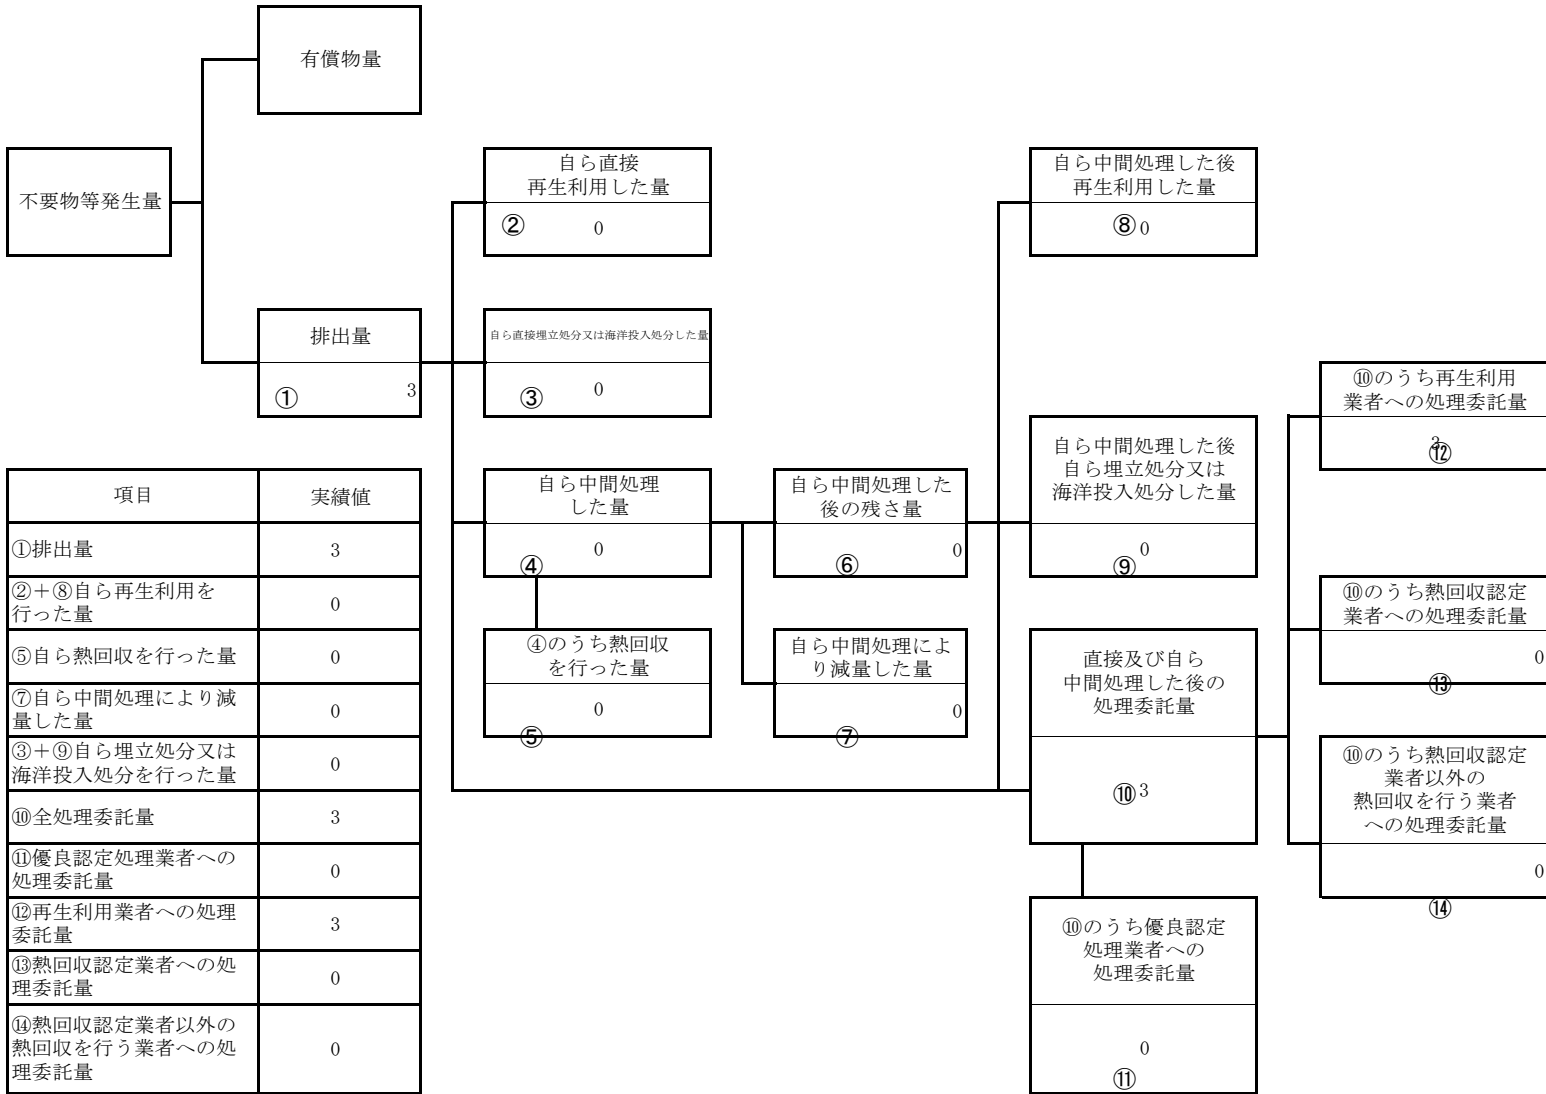 有償物量
不要物等発生量
自ら直接
再生利用した量
② 0
自ら中間処理した後
再生利用した量
⑧ 0
排出量
① 3
自ら直接埋立処分又は海洋投入処分した量
③ 0
⑩のうち再生利用
業者への処理委託量
3
⑫
自ら中間処理した後
自ら埋立処分又は
海洋投入処分した量
0
⑨
自ら中間処理
した量
0
④
自ら中間処理した
後の残さ量
0
⑥
④のうち熱回収
を行った量
0
⑤
自ら中間処理によ
り減量した量
0
⑦
直接及び自ら
中間処理した後の
処理委託量
⑩ 3
⑩のうち熱回収認定
業者への処理委託量
0
⑬
⑩のうち熱回収認定
業者以外の
熱回収を行う業者
への処理委託量
0
⑭
⑩のうち優良認定
処理業者への
処理委託量
0
⑪
項目 実績値
①排出量 3
②+⑧自ら再生利用を
行った量 0
⑤自ら熱回収を行った量 0
⑦自ら中間処理により減
量した量 0
③+⑨自ら埋立処分又は
海洋投入処分を行った量 0
⑩全処理委託量 3
⑪優良認定処理業者への
処理委託量 0
⑫再生利用業者への処理
委託量 3
⑬熱回収認定業者への処
理委託量 0
⑭熱回収認定業者以外の
熱回収を行う業者への処
理委託量 0